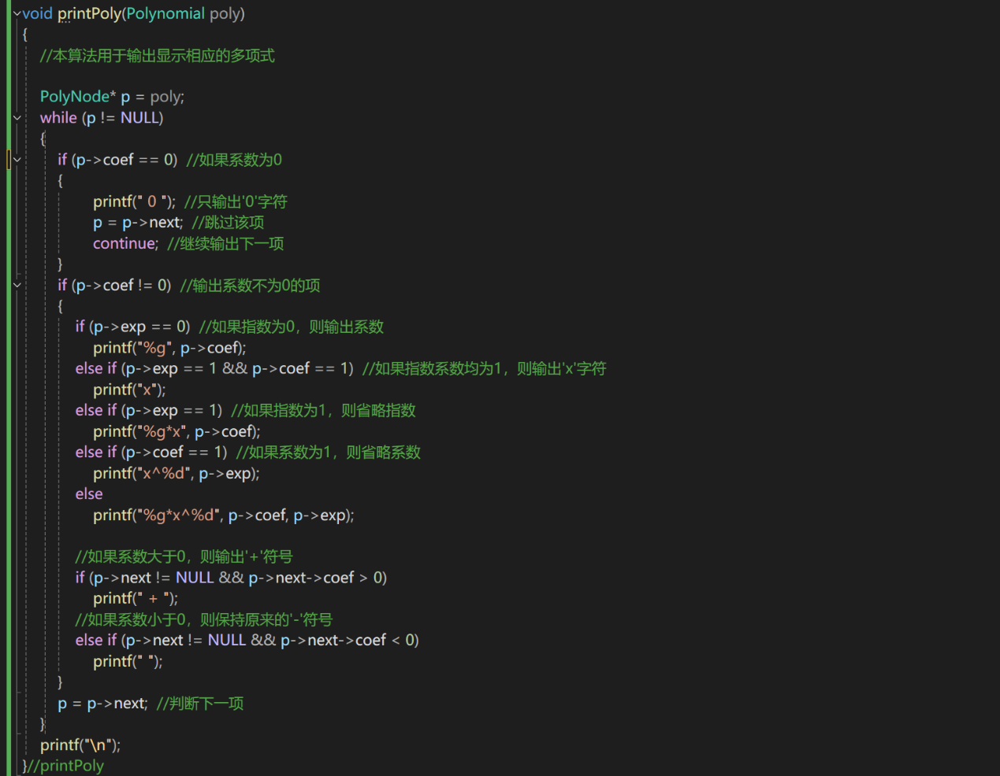 void printPoly(Polynomial poly)
{
//本算法用于输出显示相应的多项式
PolyNode* p = poly;
while (p != NULL)
{
if (p->coef == 0) //如果系数为0
{
printf(" 0 "); //只输出'0'字符
p = p->next; //跳过该项
continue; //继续输出下一项
}
if (p->coef != 0) //输出系数不为0的项
{
if (p->exp == 0) //如果指数为0，则输出系数
printf("%g", p->coef);
else if (p->exp == 1 && p->coef == 1) //如果指数系数均为1，则输出'x'字符
printf("x");
else if (p->exp == 1) //如果指数为1，则省略指数
printf("%g*x", p->coef);
else if (p->coef == 1) //如果系数为1，则省略系数
printf("x^%d", p->exp);
else
printf("%g*x^%d", p->coef, p->exp);
//如果系数大于0，则输出'+'符号
if (p->next != NULL && p->next->coef > 0)
printf(" + ");
//如果系数小于0，则保持原来的'-'符号
else if (p->next != NULL && p->next->coef < 0)
printf(" ");
}
p = p->next; //判断下一项
}
printf("\n");
}//printPoly